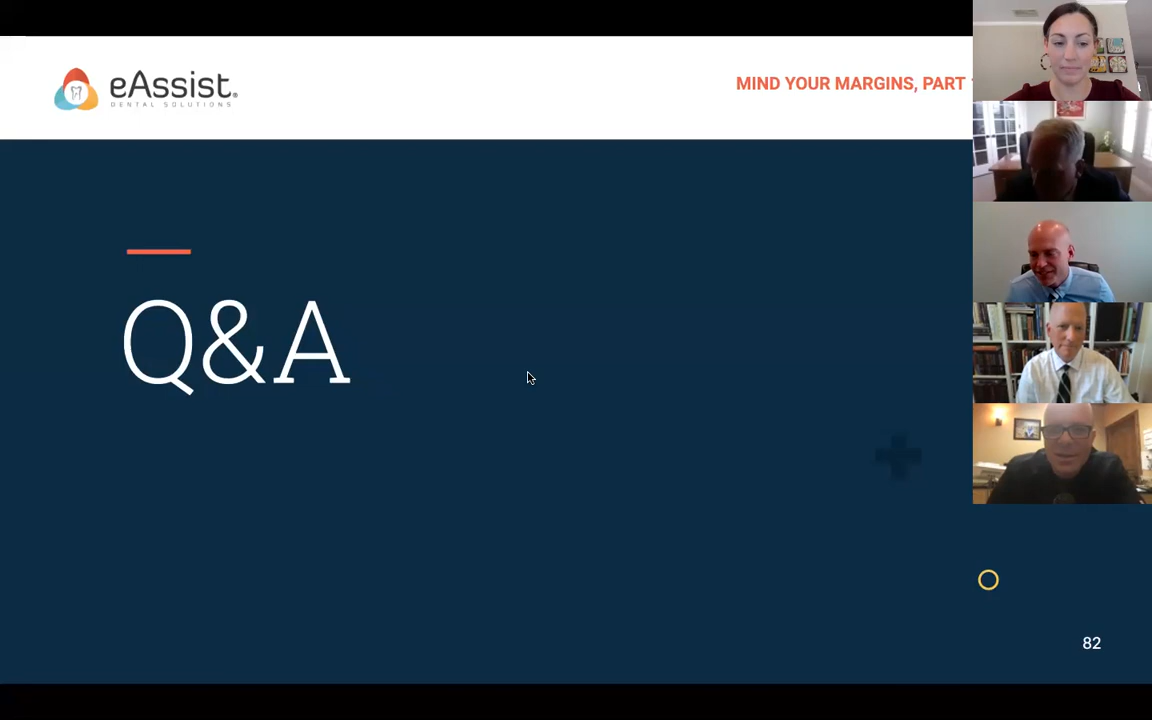 eAssist
DENTAL SOLUTIONS
MIND YOUR MARGINS, PART
Q&A
82